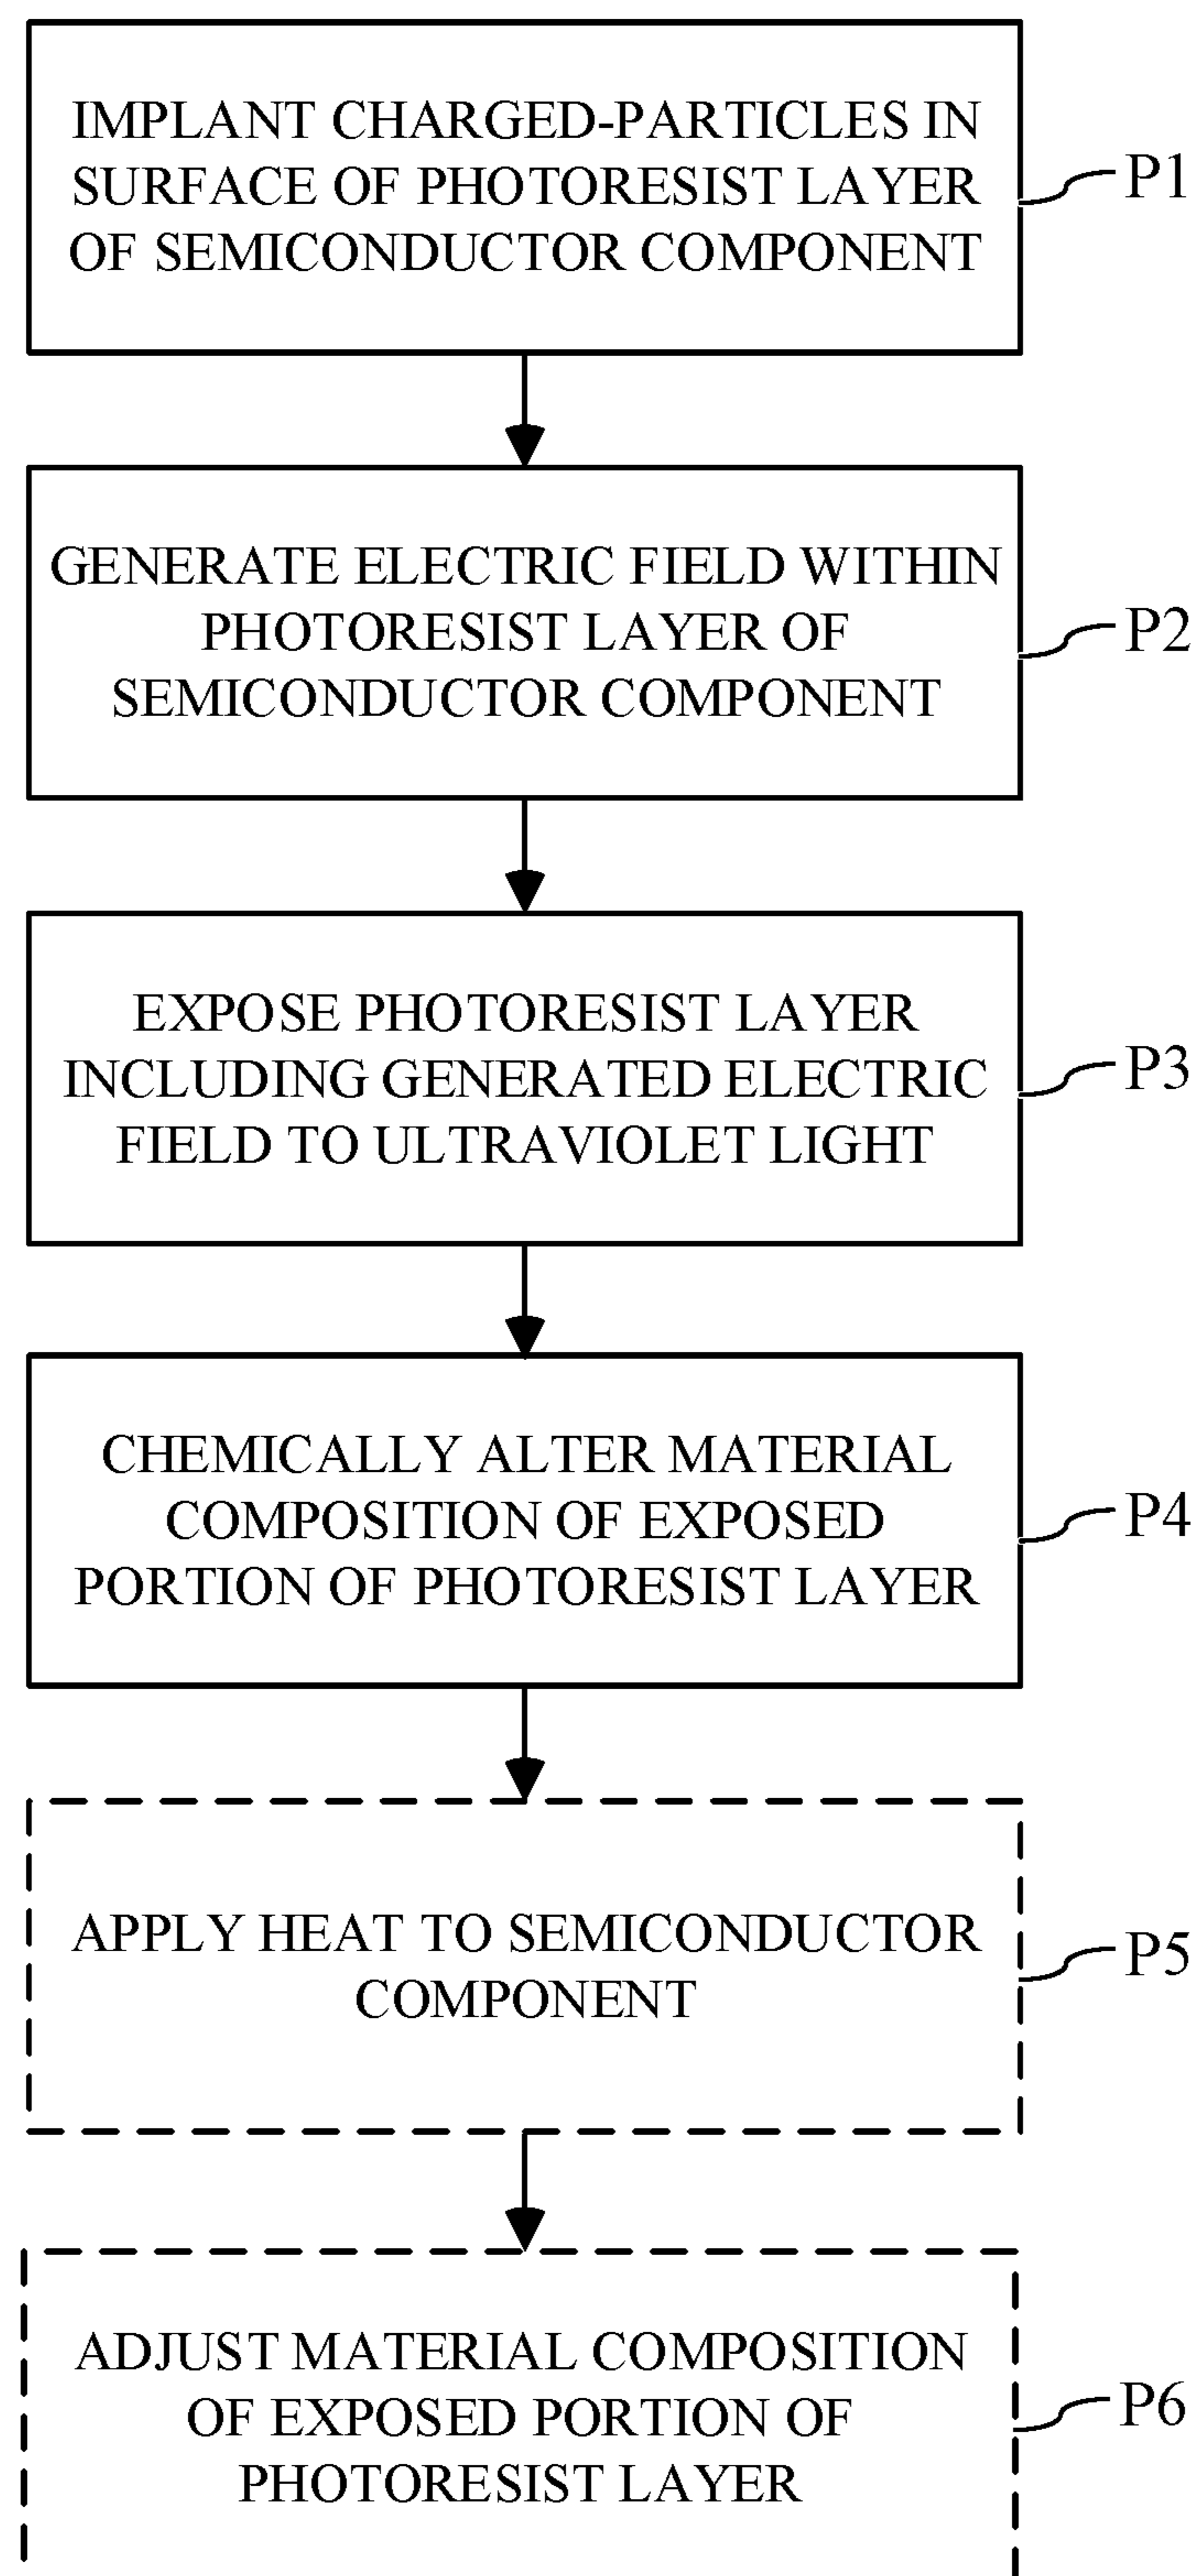 IMPLANT CHARGED-PARTICLES IN
SURFACE OF PHOTORESIST LAYER
OF SEMICONDUCTOR COMPONENT
P1
GENERATE ELECTRIC FIELD WITHIN
PHOTORESIST LAYER OF
SEMICONDUCTOR COMPONENT
P2
EXPOSE PHOTORESIST LAYER
INCLUDING GENERATED ELECTRIC
FIELD TO ULTRAVIOLET LIGHT
P3
CHEMICALLY ALTER MATERIAL
COMPOSITION OF EXPOSED
PORTION OF PHOTORESIST LAYER
P4
APPLY HEAT TO SEMICONDUCTOR
COMPONENT
P5
ADJUST MATERIAL COMPOSITION
OF EXPOSED PORTION OF
PHOTORESIST LAYER
P6